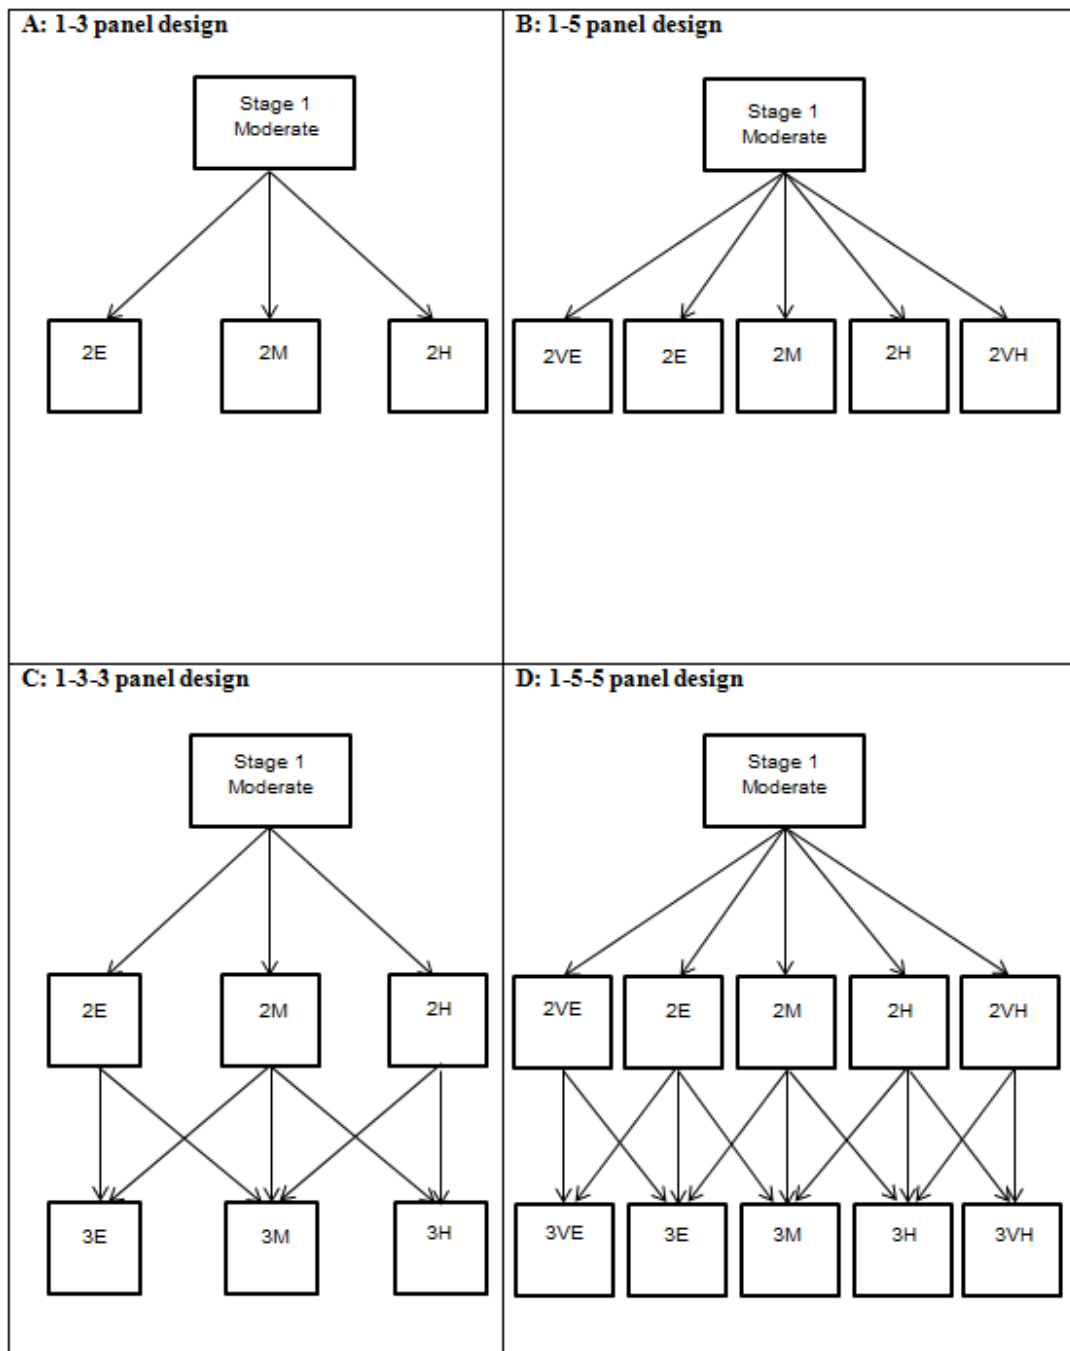 A: 1-3 panel design
Stage 1
Moderate
2E
2M
2H
B: 1-5 panel design
Stage 1
Moderate
2VE
2E
2M
2H
2VH
C: 1-3-3 panel design
Stage 1
Moderate
2E
2M
2H
3E
3M
3H
D: 1-5-5 panel design
Stage 1
Moderate
2VE
2E
2M
2H
2VH
3VE
3E
3M
3H
3VH